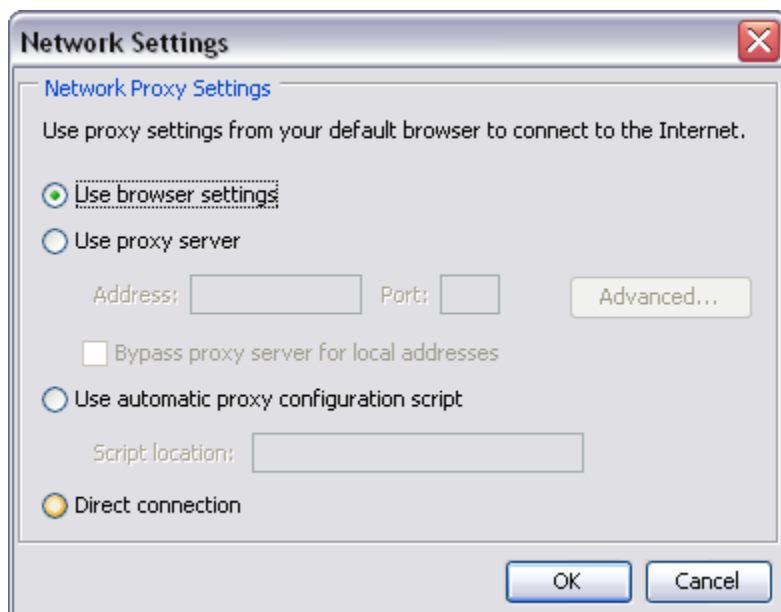 Network Settings
Network Proxy Settings
Use proxy settings from your default browser to connect to the Internet.
Use browser settings
Use proxy server
Address: Port: Advanced...
Bypass proxy server for local addresses
Use automatic proxy configuration script
Script location:
Direct connection
OK Cancel